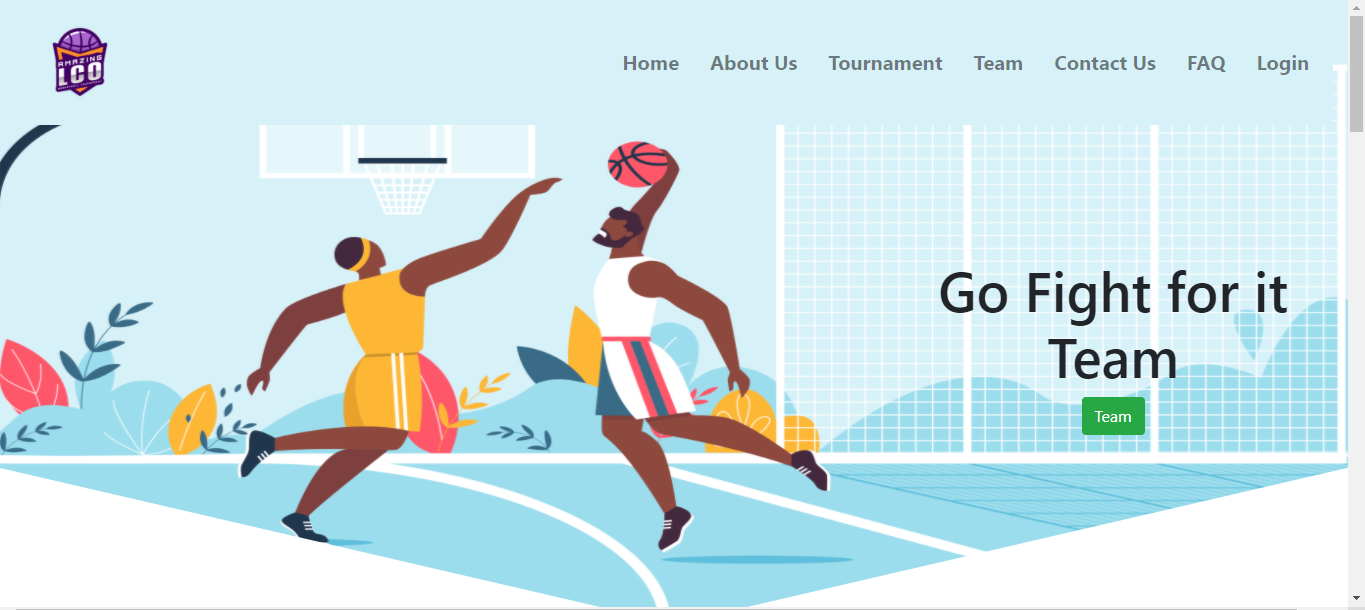 AMAZING
LCO
Home About Us Tournament Team Contact Us FAQ Login
Go Fight for it
Team
Team